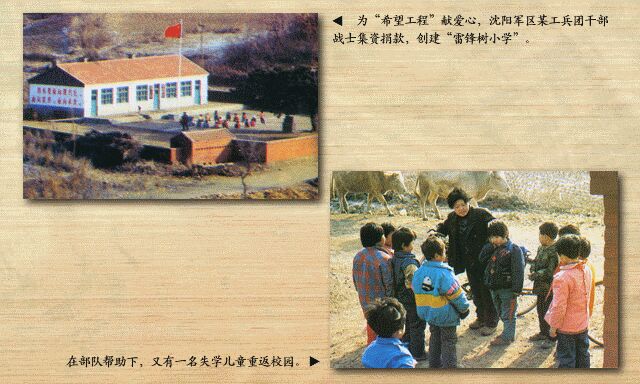 ◀ 为“希望工程”献爱心，沈阳军区某工兵团干部
战士集资捐款，创建“雷锋树小学”。
在部队帮助下，又有一名失学儿童重返校园。▶